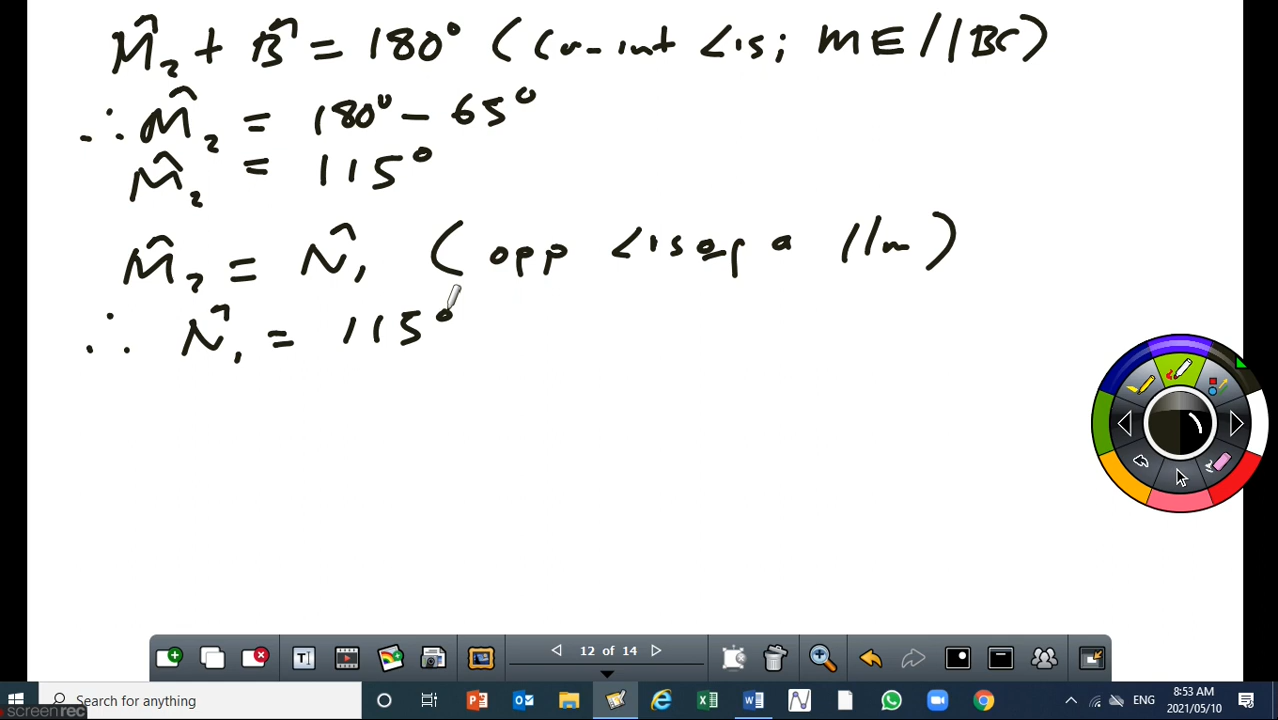 M̂₂ + B̂ = 180° (co-int ∠'s; ME//BC)
∴ M̂₂ = 180° - 65°
M̂₂ = 115°
M̂₂ = N̂₁ (opp ∠'s of a //m)
∴ N̂₁ = 115°
T
12 of 14
Search for anything
ENG
8:53 AM
2021/05/10
screenrec